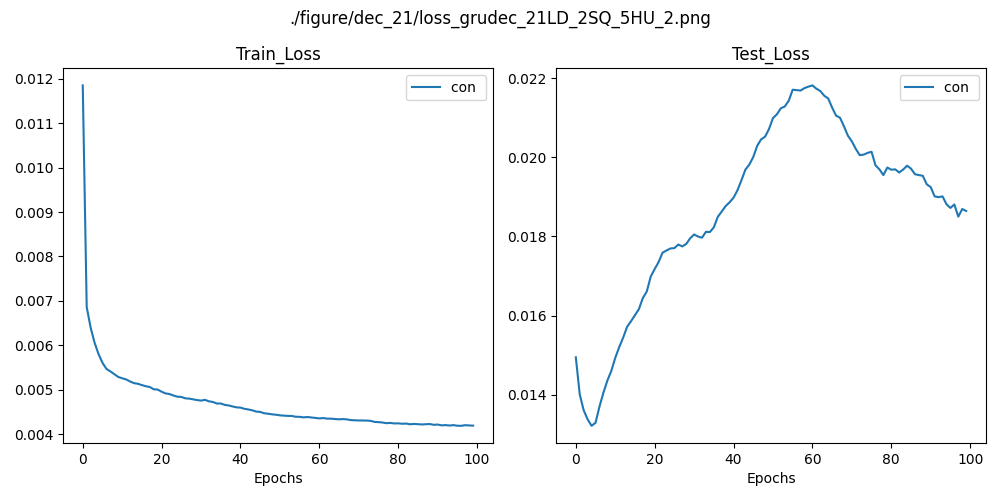 ./figure/dec_21/loss_grudec_21LD_2SQ_5HU_2.png
Train_Loss
con
0.012
0.011
0.010
0.009
0.008
0.007
0.006
0.005
0.004
0 20 40 60 80 100
Epochs
Test_Loss
con
0.022
0.020
0.018
0.016
0.014
0 20 40 60 80 100
Epochs